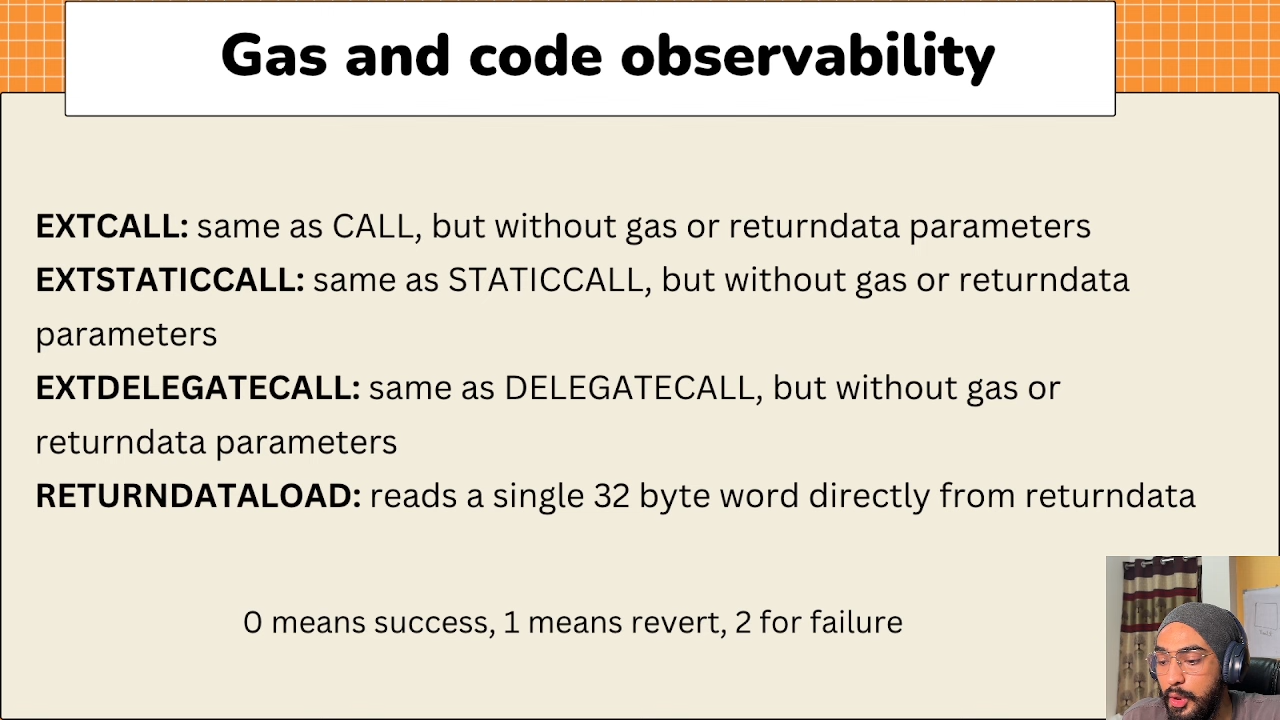 Gas and code observability
EXTCALL: same as CALL, but without gas or returndata parameters
EXTSTATICCALL: same as STATICCALL, but without gas or returndata
parameters
EXTDELEGATECALL: same as DELEGATECALL, but without gas or
returndata parameters
RETURNDATALOAD: reads a single 32 byte word directly from returndata
0 means success, 1 means revert, 2 for failure